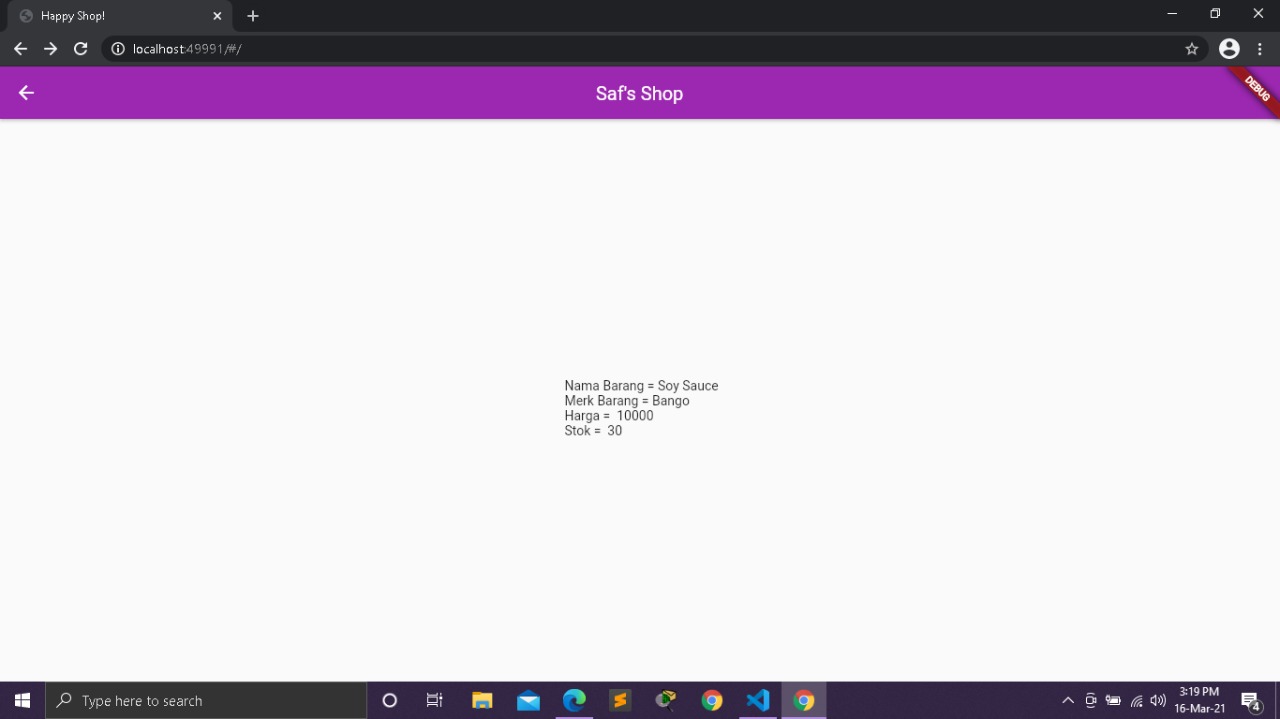 Happy Shop!
localhost:49991/#/
Saf's Shop
DEBUG
Nama Barang = Soy Sauce
Merk Barang = Bango
Harga =  10000
Stok =  30
Type here to search
3:19 PM
16-Mar-21
4